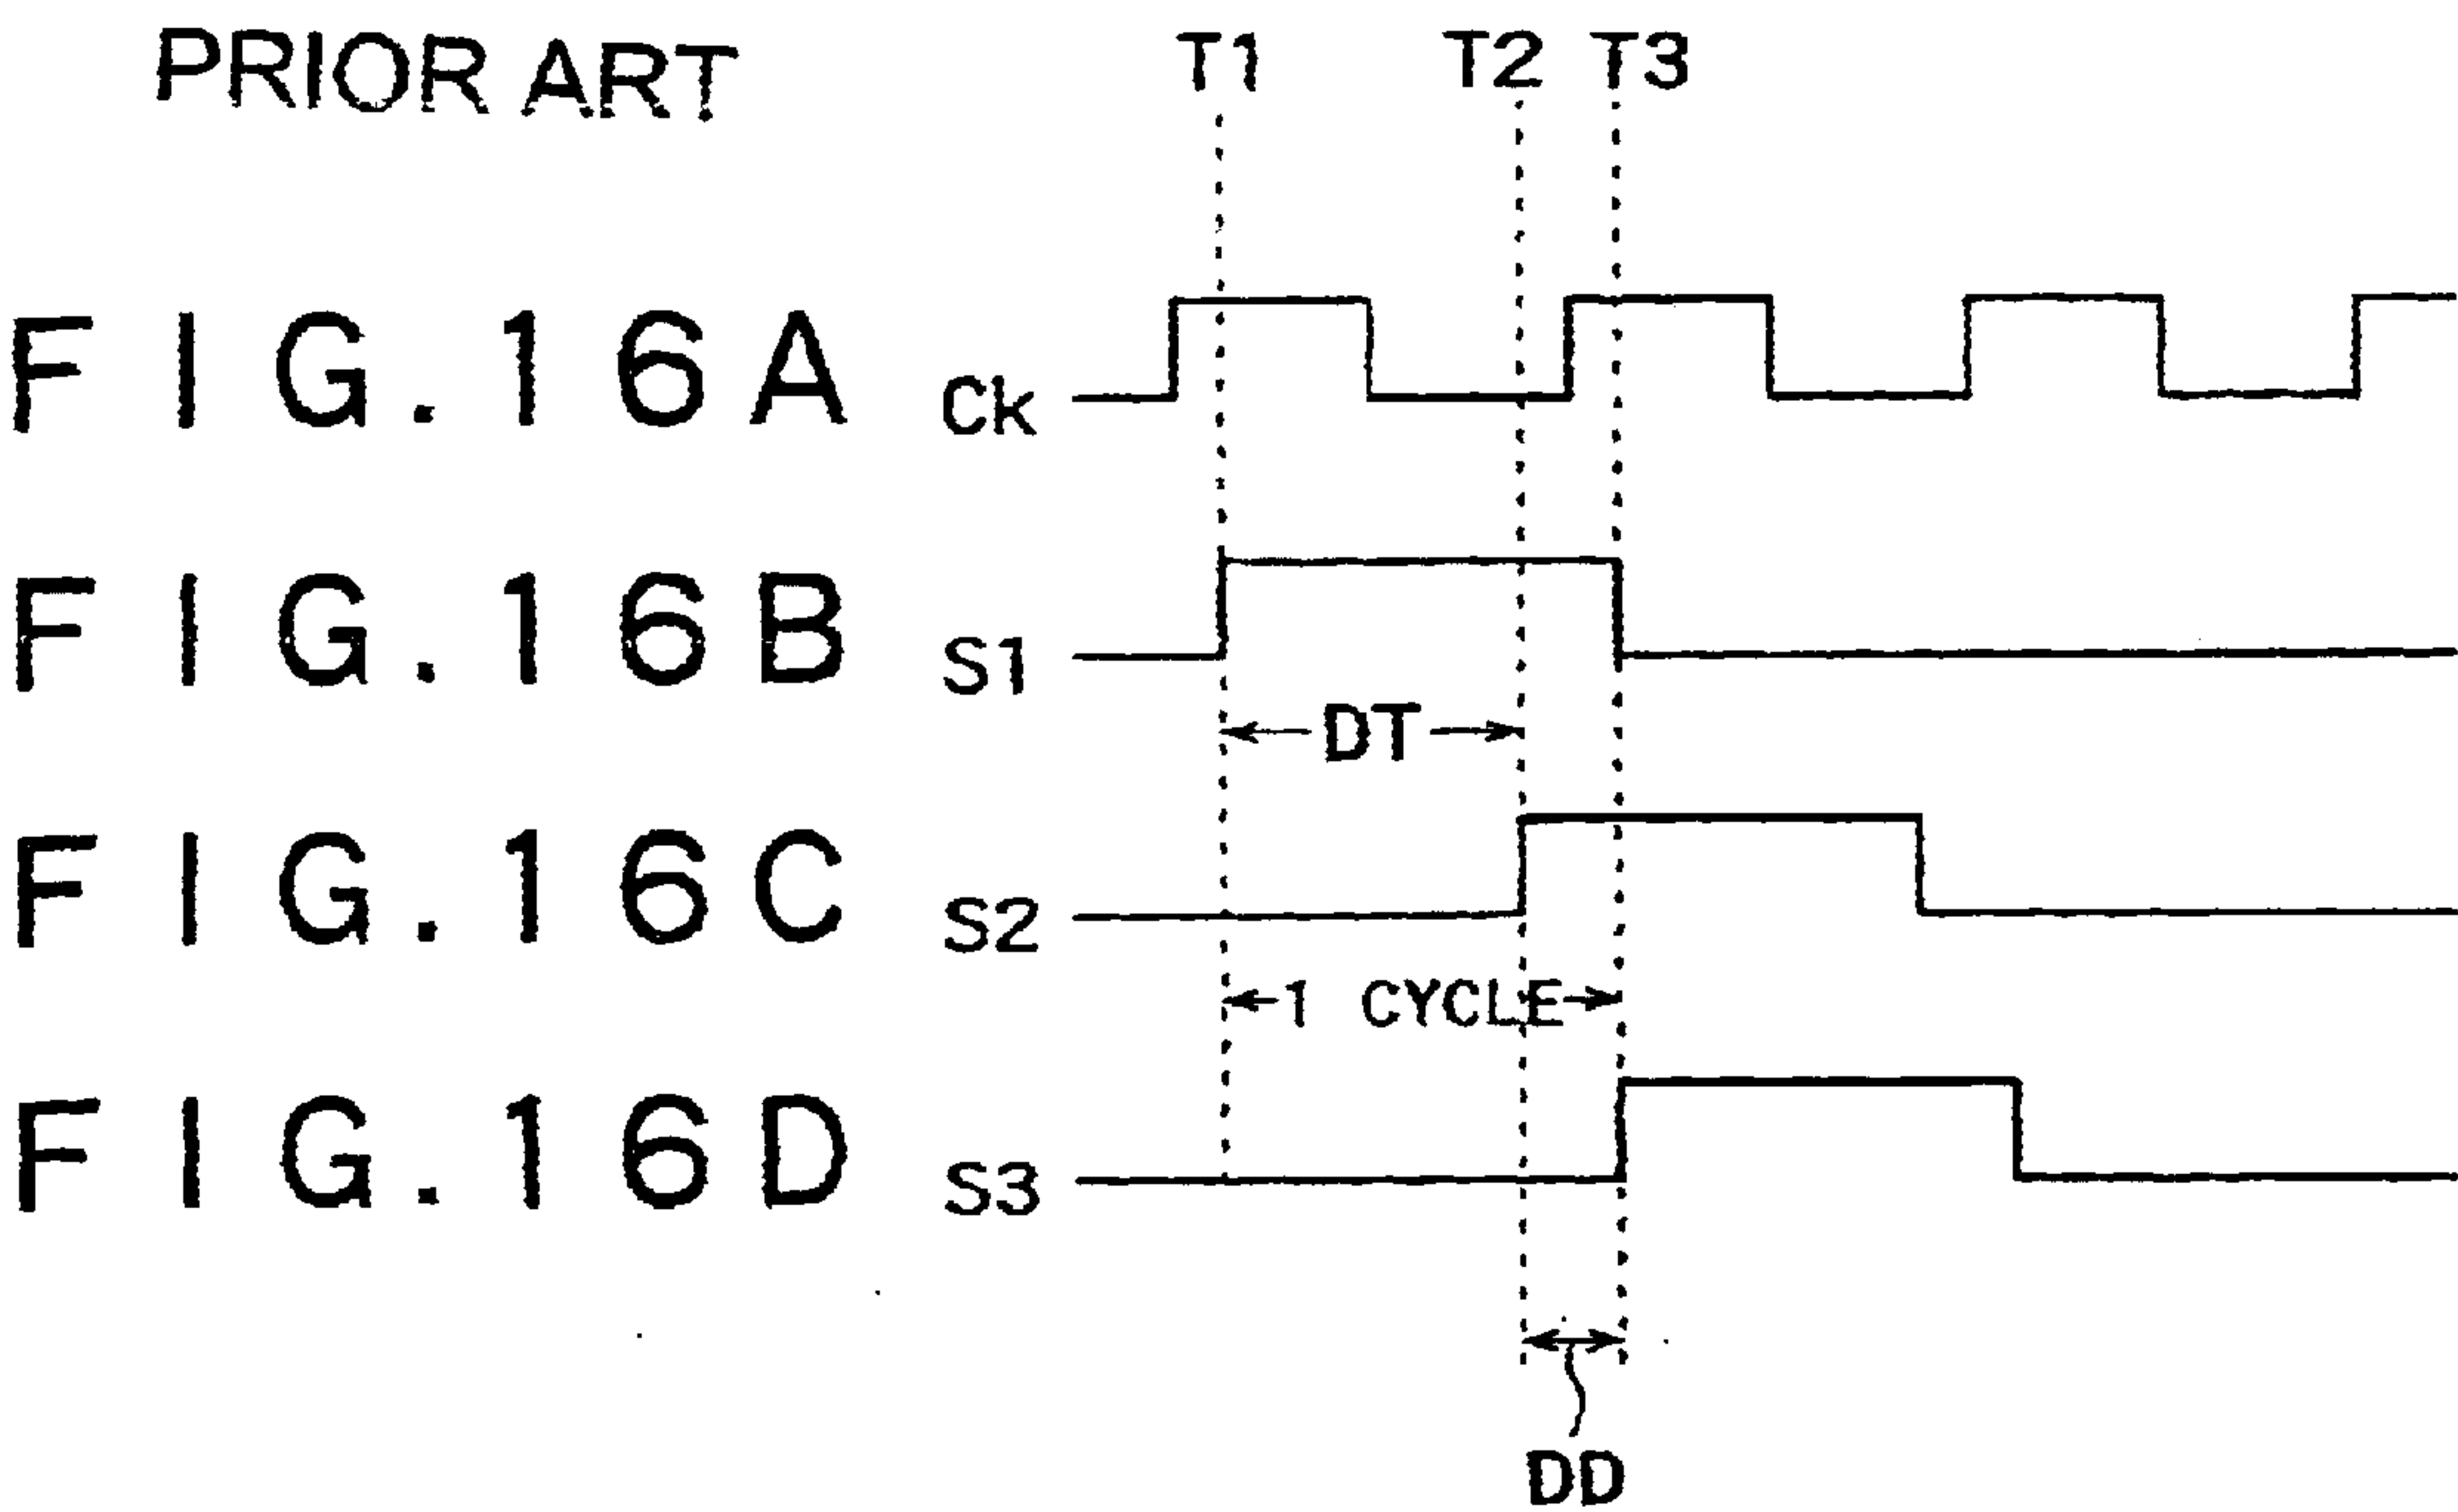 PRIOR ART
T1 T2 T3
FIG. 16A Ck
FIG. 16B S1
DT
FIG. 16C S2
1 CYCLE
FIG. 16D S3
DD